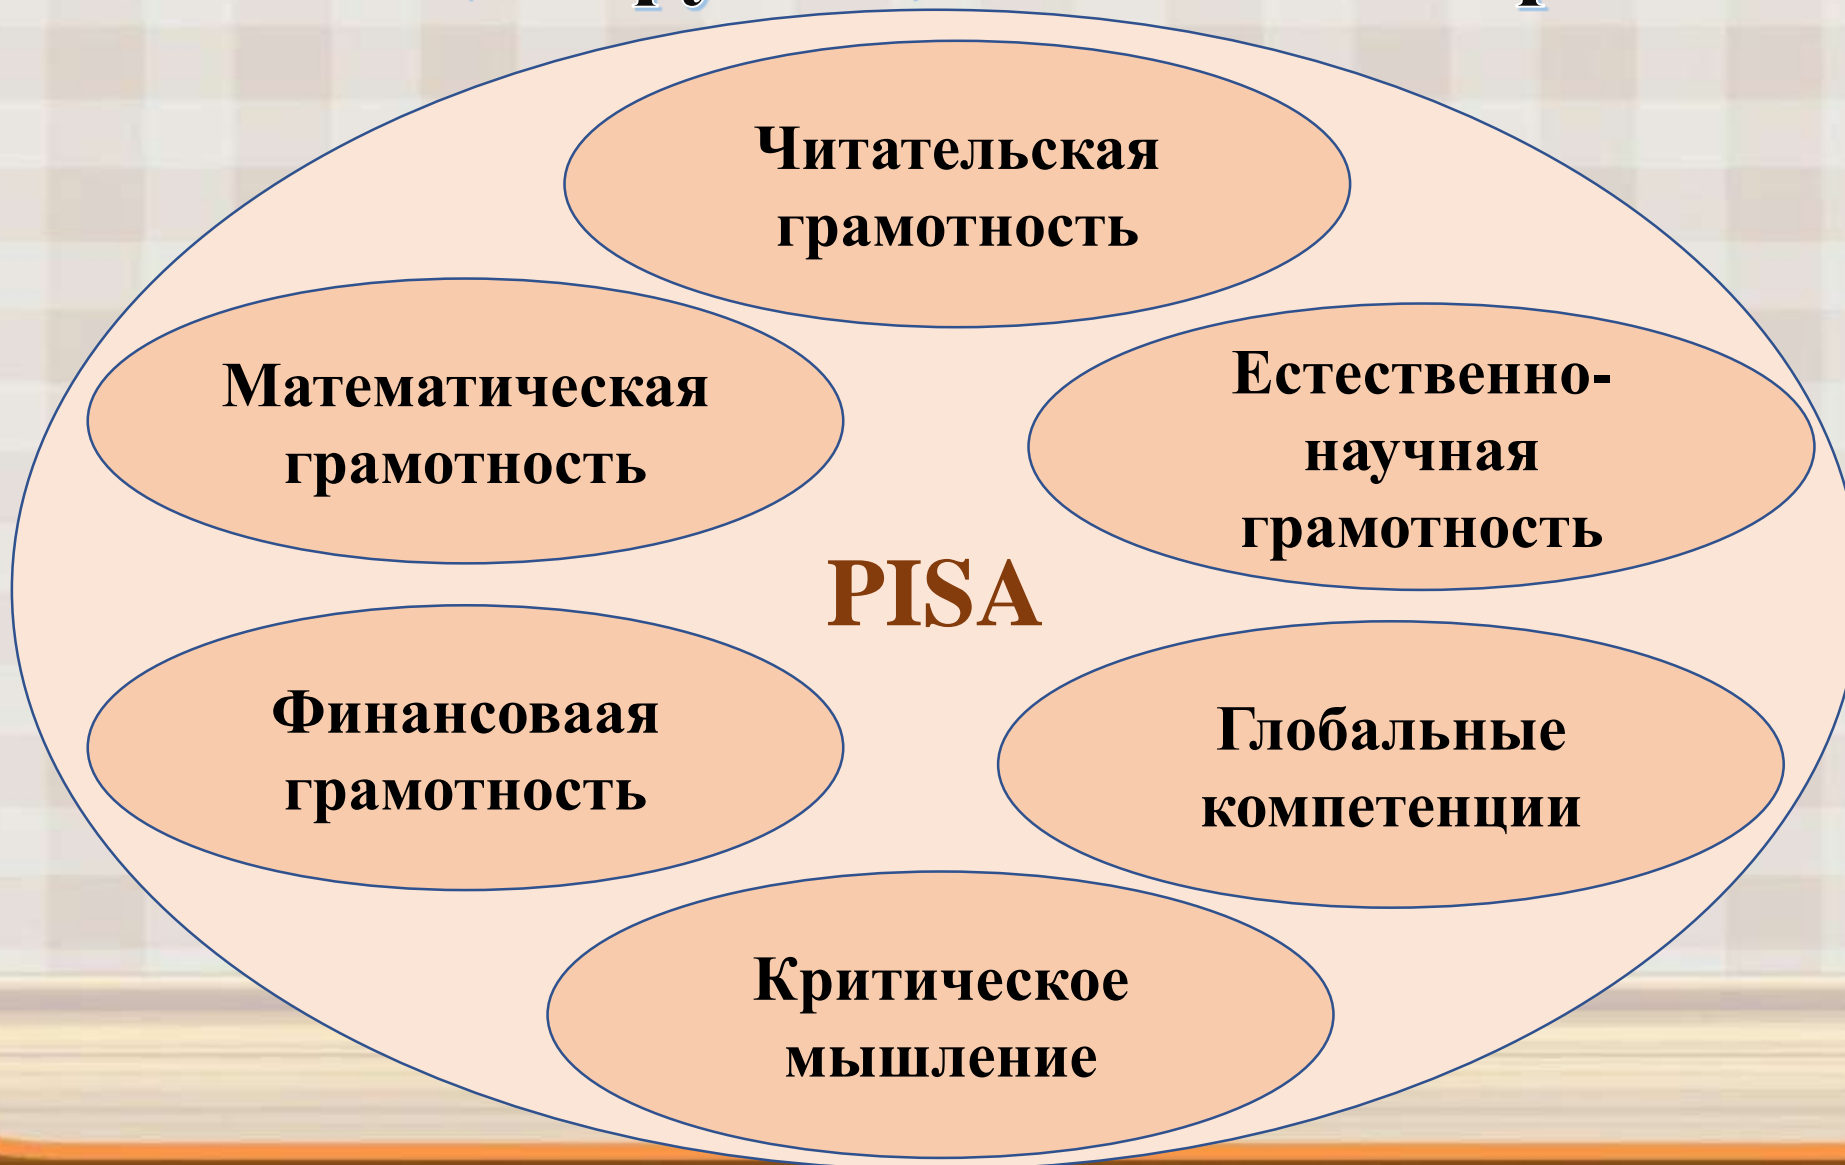 Читательская
грамотность
Математическая
грамотность
Естественно-
научная
грамотность
PISA
Финансоваая
грамотность
Глобальные
компетенции
Критическое
мышление